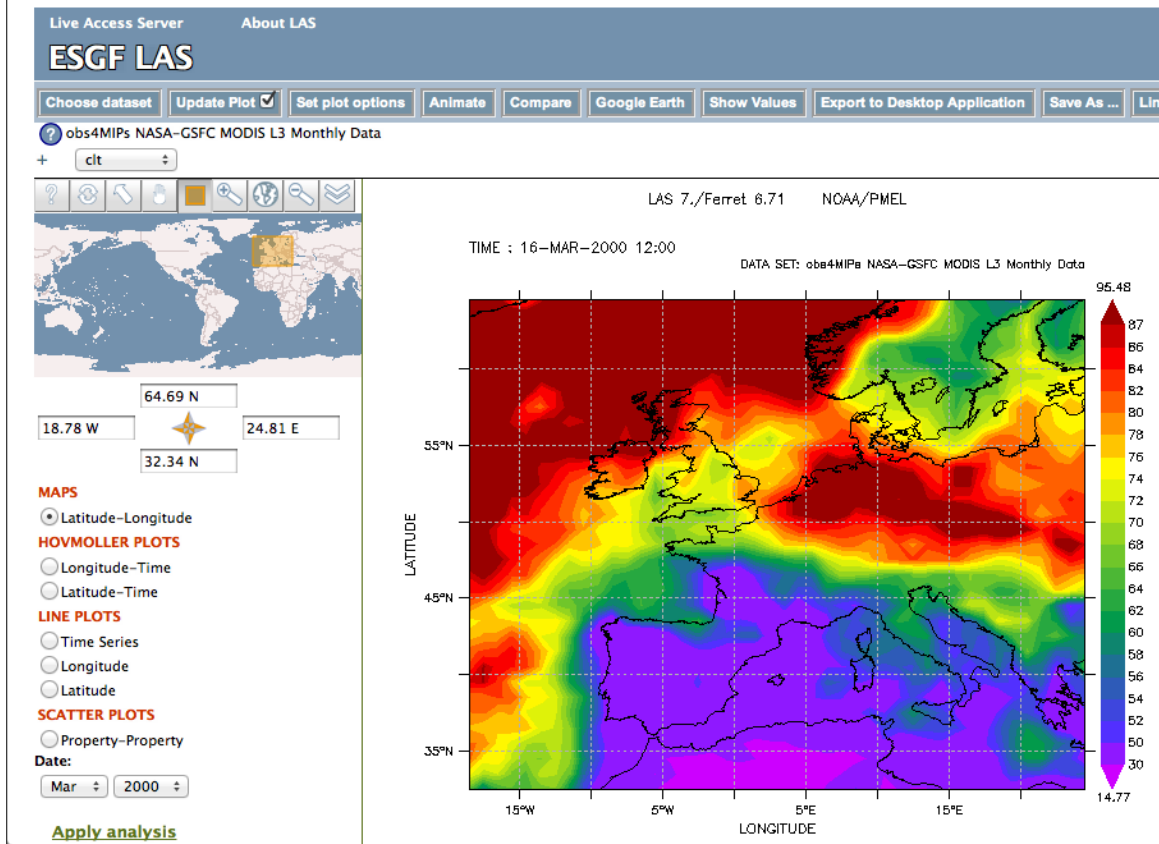 Live Access Server About LAS
ESGF LAS
Choose dataset Update Plot Set plot options Animate Compare Google Earth Show Values Export to Desktop Application Save As ... Lin
? obs4MIPs NASA-GSFC MODIS L3 Monthly Data
+ clt
?
64.69 N
18.78 W 24.81 E
32.34 N
MAPS
Latitude-Longitude
HOVMOLLER PLOTS
Longitude-Time
Latitude-Time
LINE PLOTS
Time Series
Longitude
Latitude
SCATTER PLOTS
Property-Property
Date:
Mar 2000
Apply analysis
LAS 7./Ferret 6.71 NOAA/PMEL
TIME : 16-MAR-2000 12:00
DATA SET: obs4MIPs NASA-GSFC MODIS L3 Monthly Data
LATITUDE
55°N
45°N
35°N
15°W 5°W 5°E 15°E
LONGITUDE
95.48
87
86
84
82
80
78
76
74
72
70
68
66
64
62
60
58
56
54
52
50
30
14.77